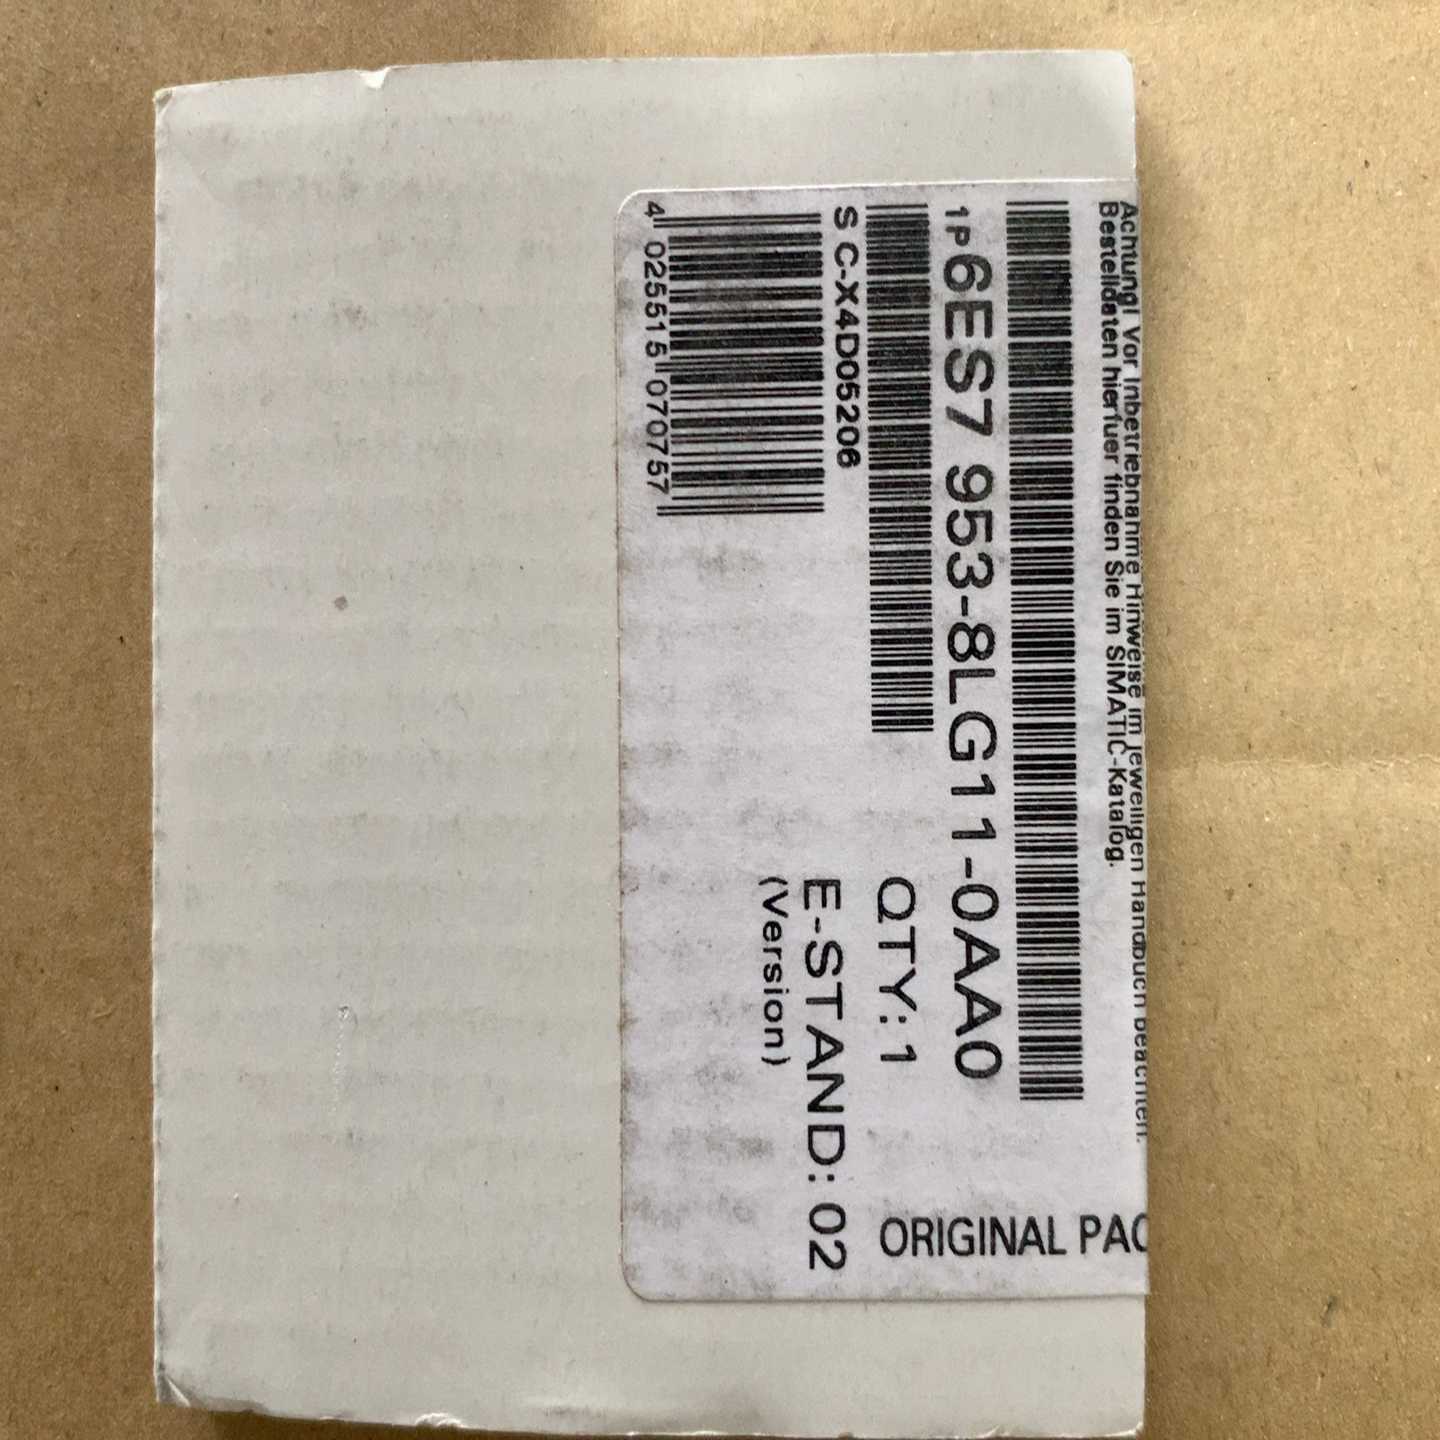 Achtung! Vor Inbetriebnahme Hinweise im jeweiligen Handbuch beachten.
Bestelldaten hierfuer finden Sie im SIMATIC-Katalog.
1P6ES7 953-8LG11-0AA0
S C-X4D05206
QTY: 1
E-STAND: 02
(Version)
4 025515 070757
ORIGINAL PAC